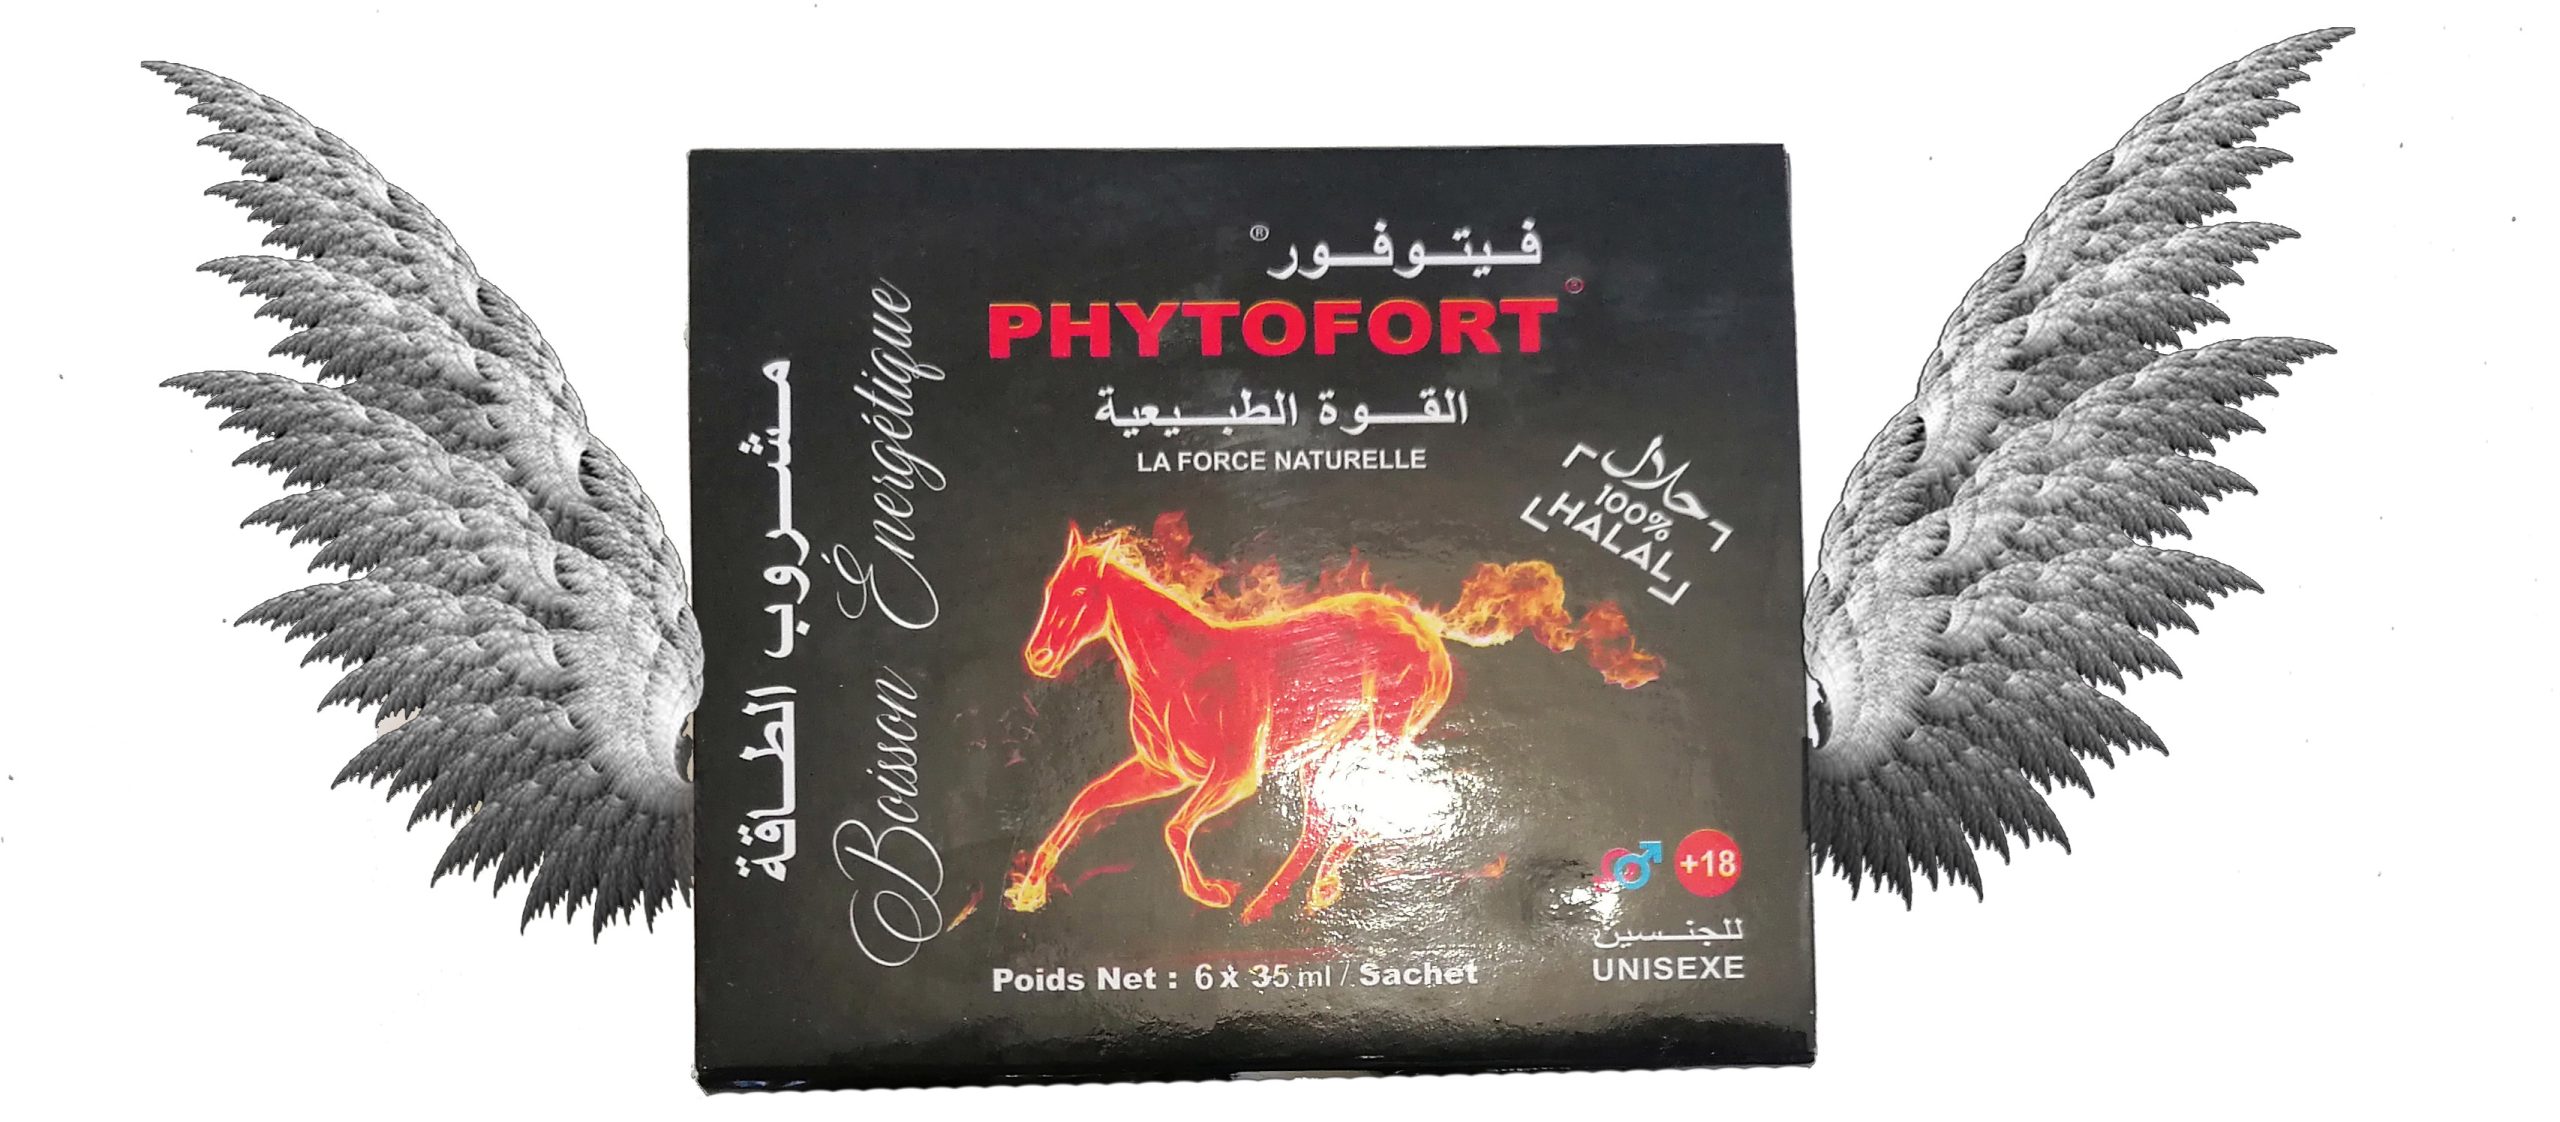 مشروب الطاقة
Boisson Énergétique
فيتوفور®
PHYTOFORT®
القوة الطبيعية
LA FORCE NATURELLE
حلال
100%
HALAL
+18
للجنسين
UNISEXE
Poids Net : 6 x 35 ml / Sachet